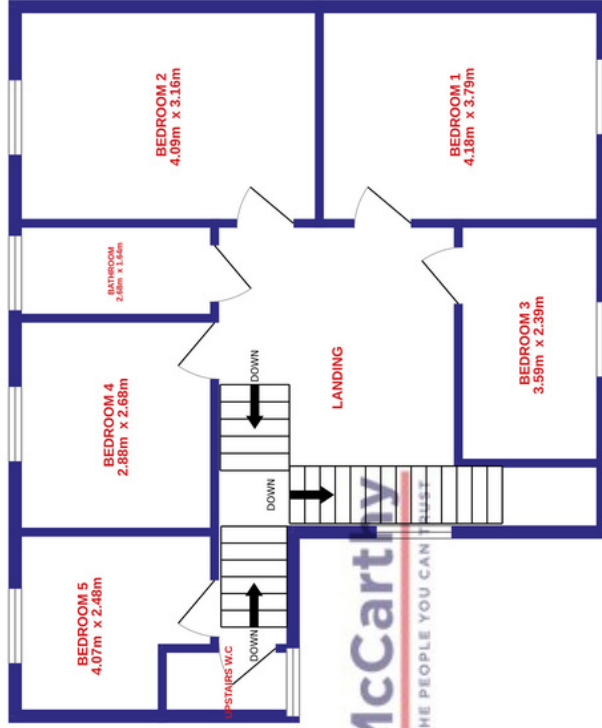 BEDROOM 2
4.09m x 3.16m
BEDROOM 1
4.18m x 3.79m
BATHROOM
2.68m x 1.64m
BEDROOM 4
2.88m x 2.68m
DOWN
LANDING
BEDROOM 3
3.59m x 2.39m
DOWN
BEDROOM 5
4.07m x 2.48m
UPSTAIRS W.C
DOWN
McCarthy
HE PEOPLE YOU CAN TRUST